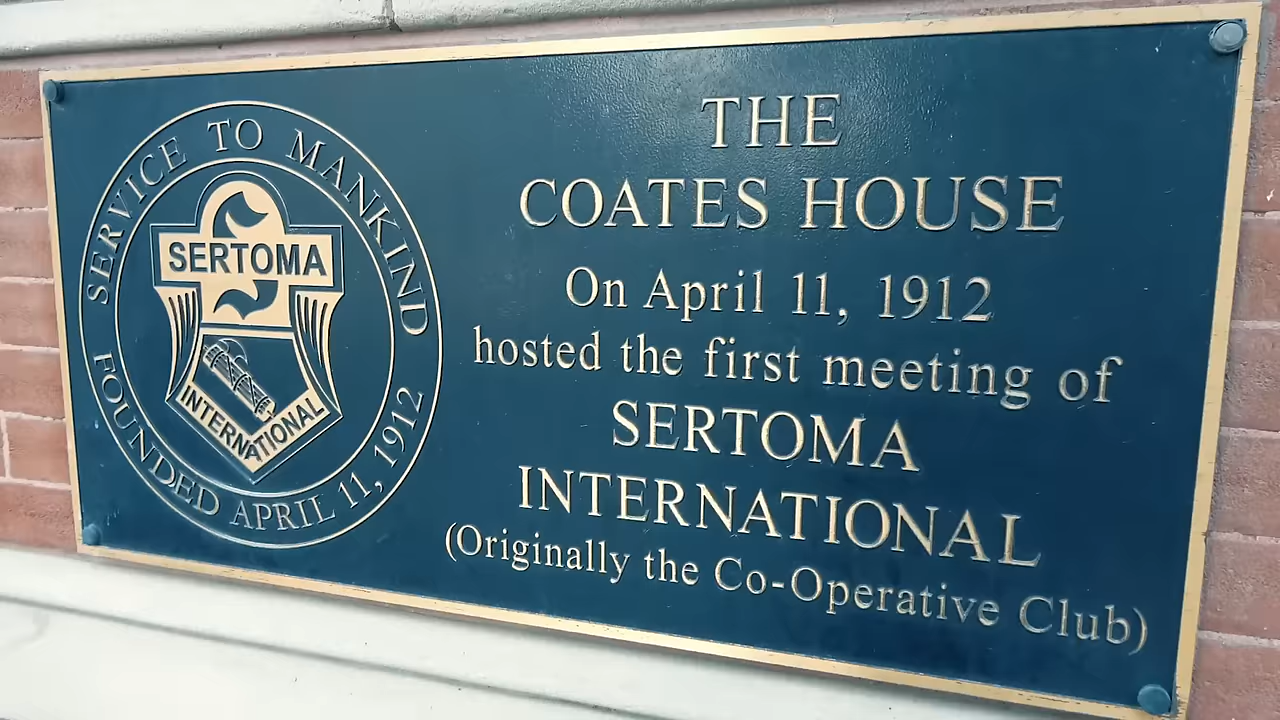 SERVICE TO MANKIND
SERTOMA
INTERNATIONAL
FOUNDED APRIL 11, 1912
THE
COATES HOUSE
On April 11, 1912
hosted the first meeting of
SERTOMA
INTERNATIONAL
(Originally the Co-Operative Club)